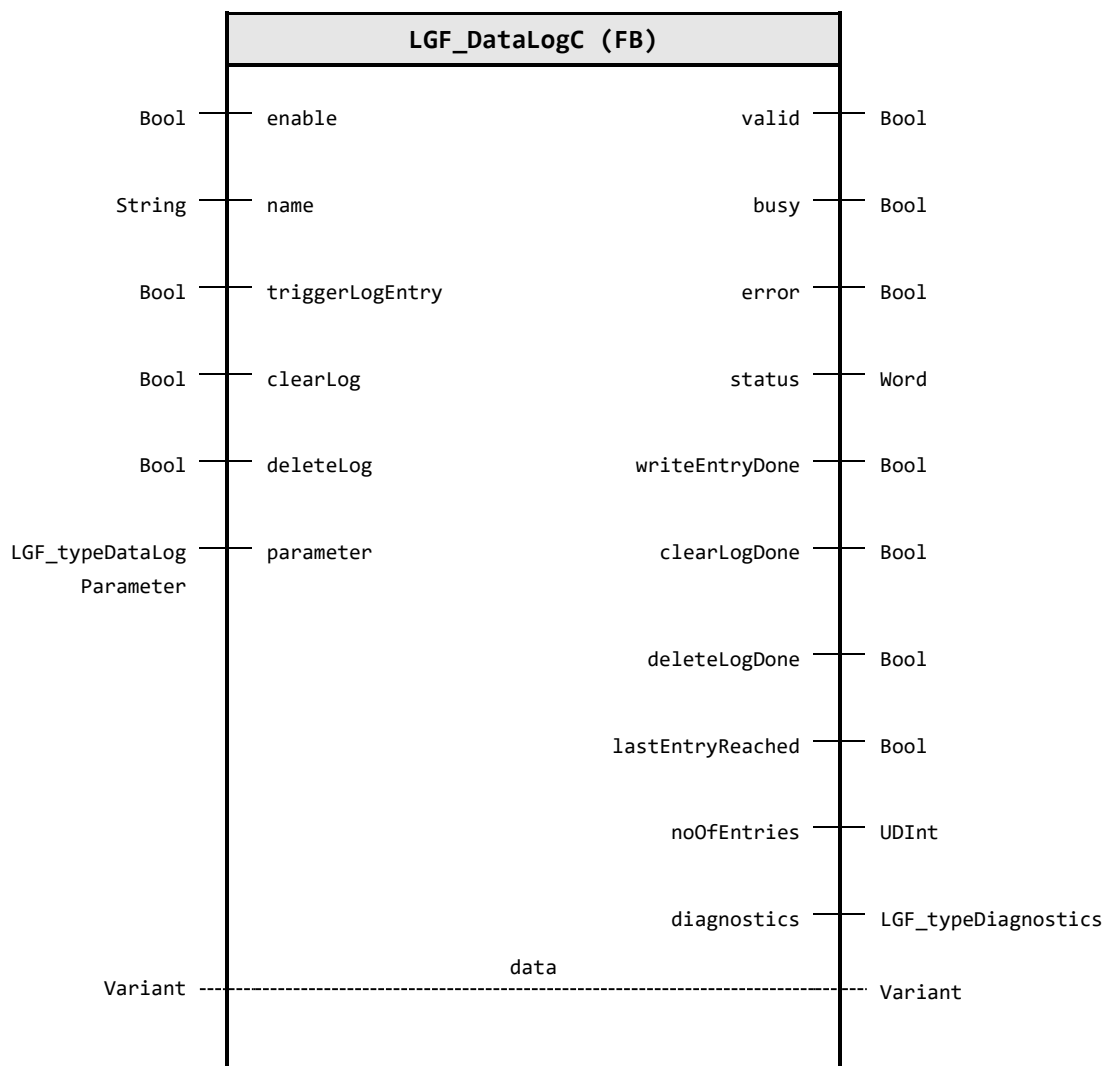 LGF_DataLogC (FB)
Bool enable valid Bool
String name busy Bool
Bool triggerLogEntry error Bool
Bool clearLog status Word
Bool deleteLog writeEntryDone Bool
LGF_typeDataLog parameter clearLogDone Bool
Parameter
deleteLogDone Bool
lastEntryReached Bool
noOfEntries UDInt
diagnostics LGF_typeDiagnostics
data
Variant Variant